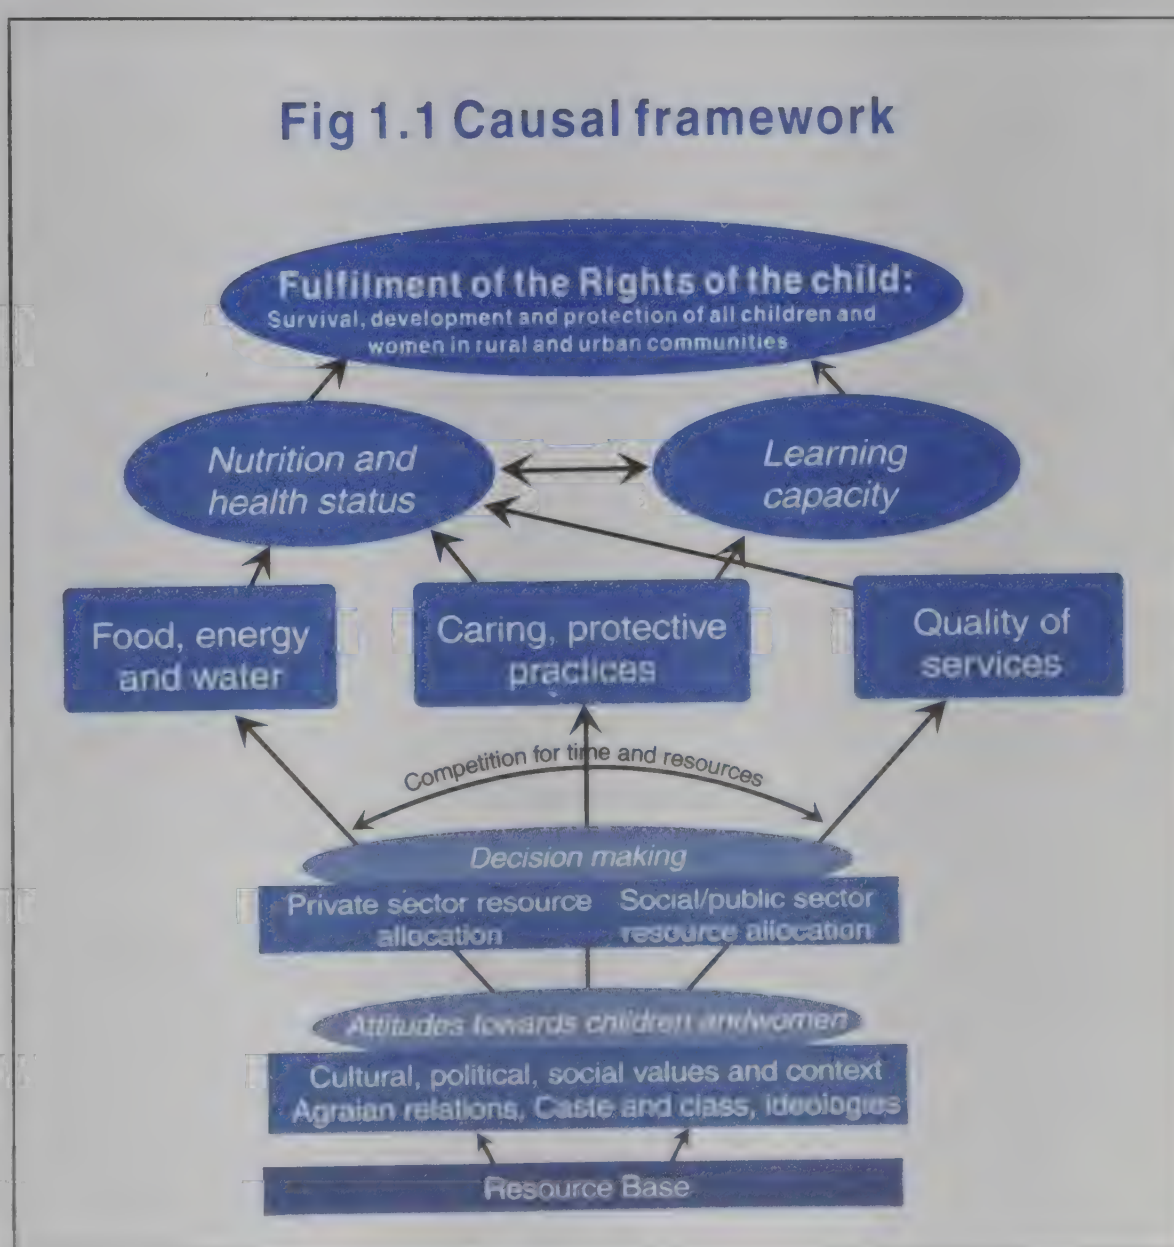 Fig 1.1 Causal framework
Fulfilment of the Rights of the child:
Survival, development and protection of all children and
women in rural and urban communities
Nutrition and
health status
Learning
capacity
Food, energy
and water
Caring, protective
practices
Quality of
services
Competition for time and resources
Decision making
Private sector resource
allocation
Social/public sector
resource allocation
Attitudes towards children andwomen
Cultural, political, social values and context
Agraian relations, Caste and class, ideologies
Resource Base